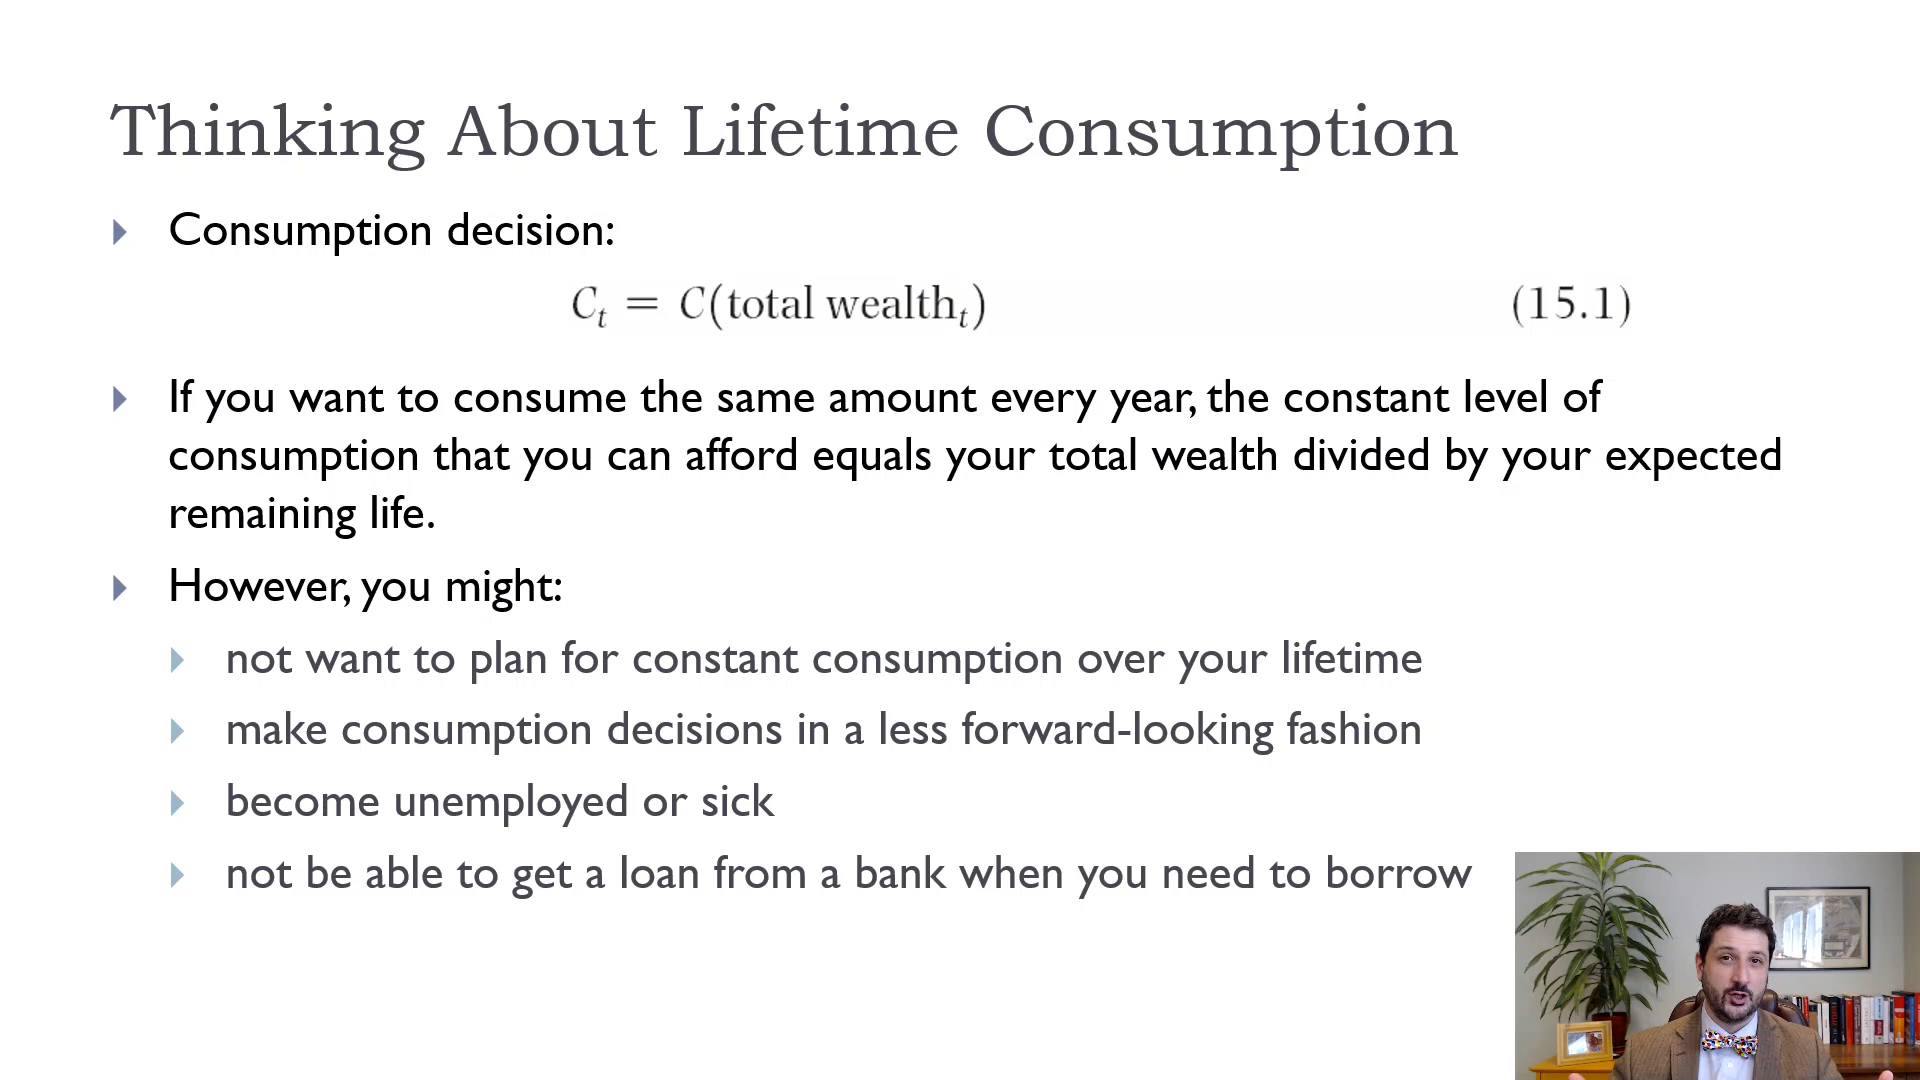 Thinking About Lifetime Consumption
Consumption decision:
Cₜ = C(total wealthₜ) (15.1)
If you want to consume the same amount every year, the constant level of
consumption that you can afford equals your total wealth divided by your expected
remaining life.
However, you might:
not want to plan for constant consumption over your lifetime
make consumption decisions in a less forward-looking fashion
become unemployed or sick
not be able to get a loan from a bank when you need to borrow